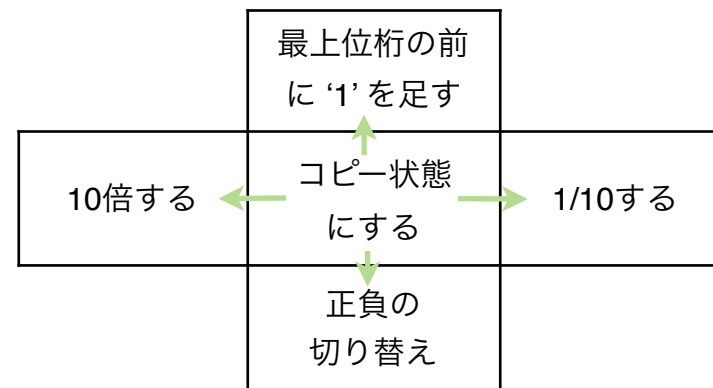 最上位桁の前
に ‘1’ を足す
10倍する
コピー状態
にする
1/10する
正負の
切り替え